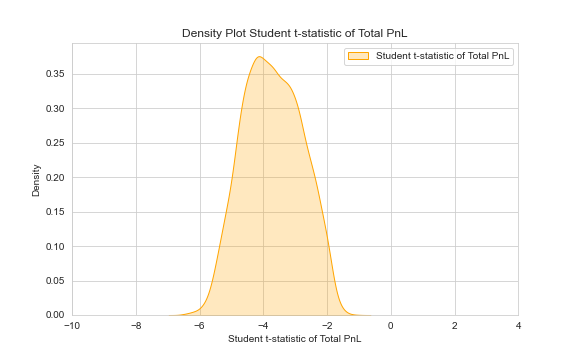 Density Plot Student t-statistic of Total PnL
Student t-statistic of Total PnL
0.35
0.30
0.25
0.20
0.15
0.10
0.05
0.00
Density
−10 −8 −6 −4 −2 0 2 4
Student t-statistic of Total PnL